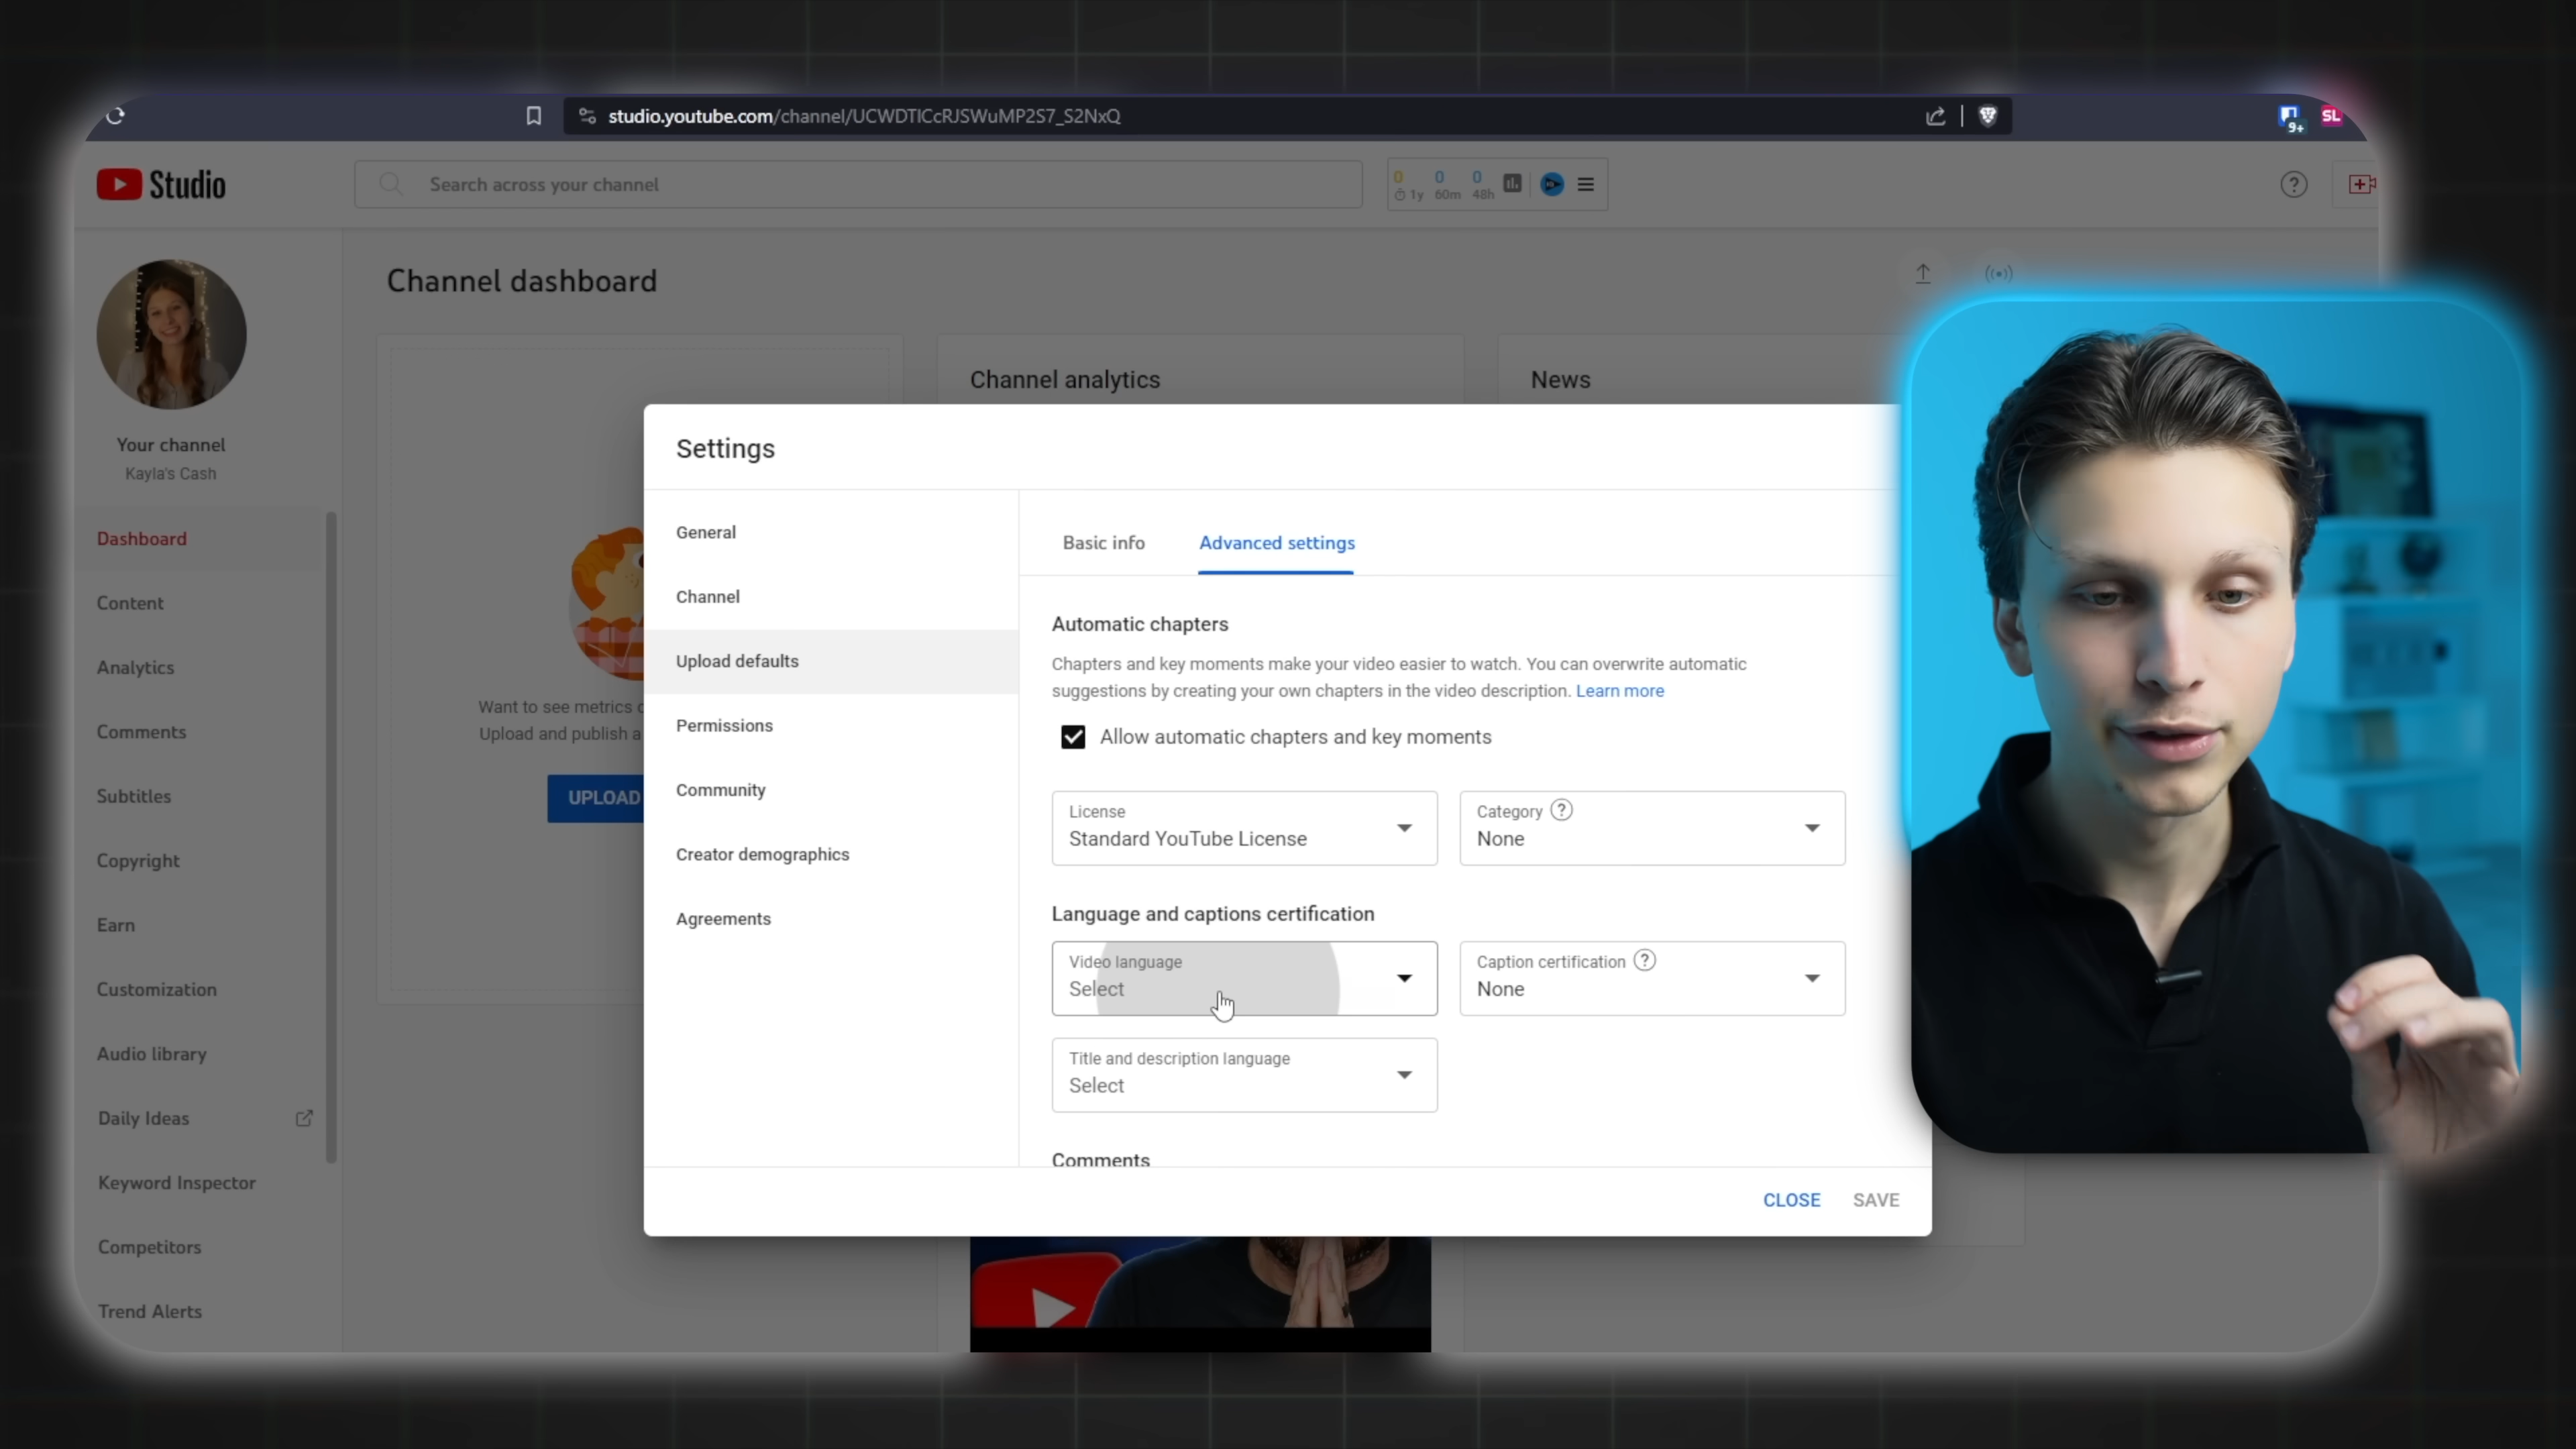 studio.youtube.com/channel/UCWDTlCcRJSWuMP2S7_S2NxQ
9+
SL
Studio
Search across your channel
0 0 0
1y 60m 48h
Channel dashboard
Your channel
Kayla's Cash
Dashboard
Content
Analytics
Comments
Subtitles
Copyright
Earn
Customization
Audio library
Daily Ideas
Keyword Inspector
Competitors
Trend Alerts
Want to see metrics
Upload and publish a
UPLOAD
Channel analytics
News
Settings
General
Channel
Upload defaults
Permissions
Community
Creator demographics
Agreements
Basic info
Advanced settings
Automatic chapters
Chapters and key moments make your video easier to watch. You can overwrite automatic
suggestions by creating your own chapters in the video description. Learn more
Allow automatic chapters and key moments
License
Standard YouTube License
Category ?
None
Language and captions certification
Video language
Select
Caption certification ?
None
Title and description language
Select
Comments
CLOSE
SAVE